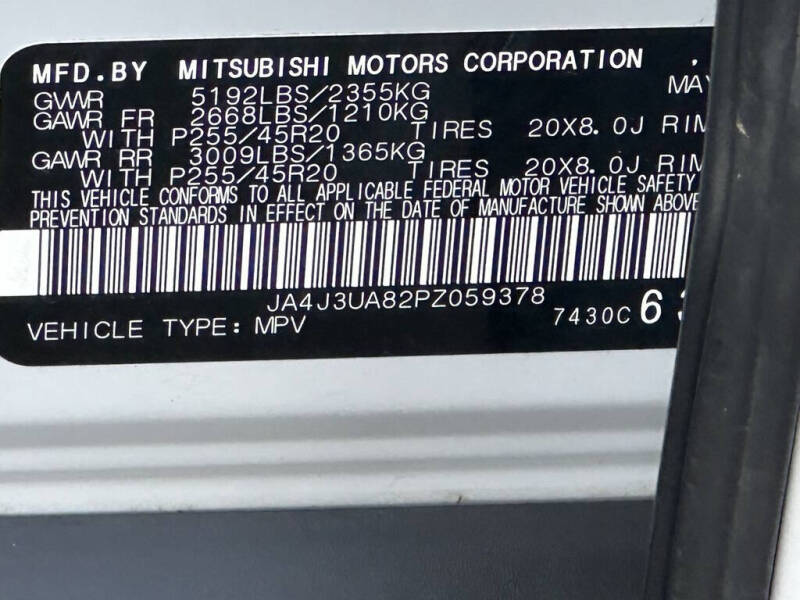 MFD.BY MITSUBISHI MOTORS CORPORATION .
MAY
GVWR 5192LBS/2355KG
GAWR FR 2668LBS/1210KG
WITH P255/45R20 TIRES 20X8.0J RIM
GAWR RR 3009LBS/1365KG
WITH P255/45R20 TIRES 20X8.0J RIM
THIS VEHICLE CONFORMS TO ALL APPLICABLE FEDERAL MOTOR VEHICLE SAFETY
PREVENTION STANDARDS IN EFFECT ON THE DATE OF MANUFACTURE SHOWN ABOVE
JA4J3UA82PZ059378
VEHICLE TYPE: MPV 7430C 63